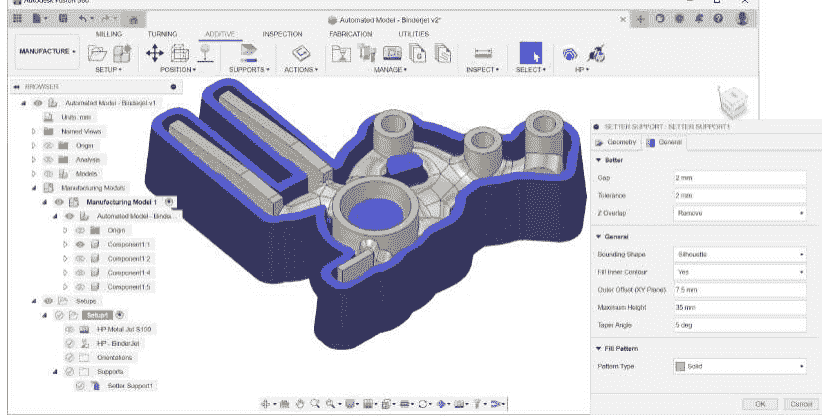 Autodesk Fusion 360
Automated Model - Binderjet v2*
MILLING TURNING ADDITIVE INSPECTION FABRICATION UTILITIES
MANUFACTURE
SETUP POSITION SUPPORTS ACTIONS MANAGE INSPECT SELECT HP
BROWSER
Automated Model - Binderjet v1
Units: mm
Named Views
Origin
Analysis
Models
Manufacturing Models
Manufacturing Model 1
Automated Model - Binde
Origin
Component1:1
Component1:2
Component1:4
Component1:5
Setups
Setup1
HP Metal Jet S100
HP - BinderJet
Orientations
Supports
Setter Support1
SETTER SUPPORT : SETTER SUPPORT1
Geometry General
Setter
Gap 2 mm
Tolerance 2 mm
Z Overlap Remove
General
Bounding Shape Silhouette
Fill Inner Contour Yes
Outer Offset (XY Plane) 7.5 mm
Maximum Height 35 mm
Taper Angle 5 deg
Fill Pattern
Pattern Type Solid
OK Cancel